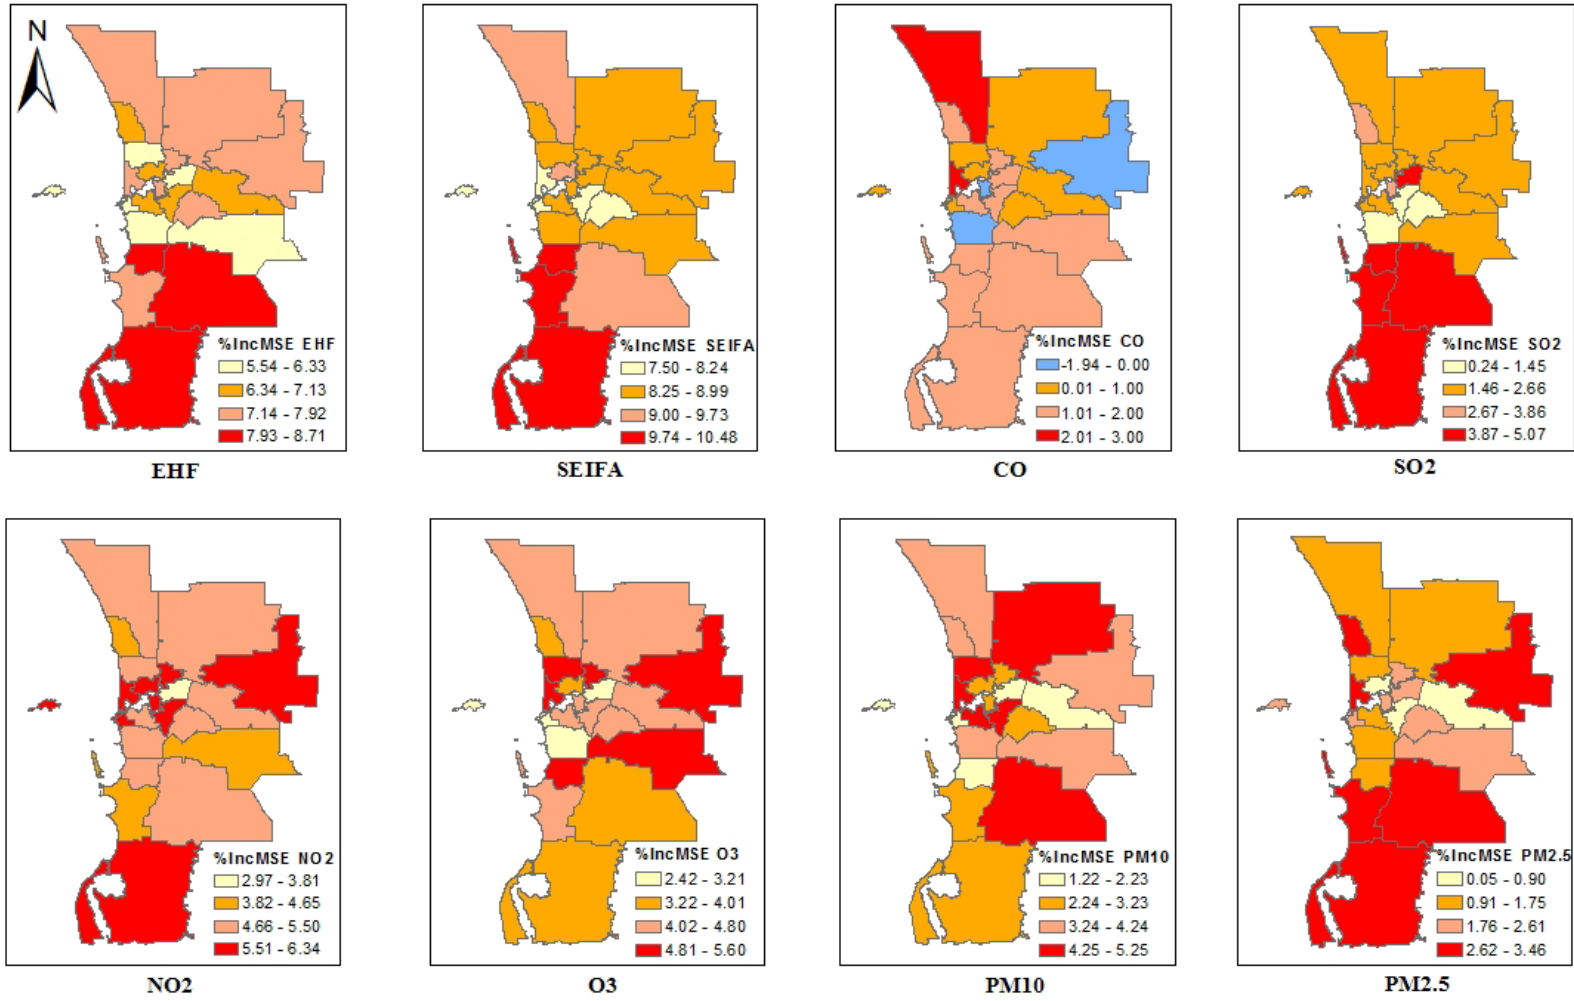 N
%IncMSE EHF
5.54 - 6.33
6.34 - 7.13
7.14 - 7.92
7.93 - 8.71
EHF
%IncMSE SEIFA
7.50 - 8.24
8.25 - 8.99
9.00 - 9.73
9.74 - 10.48
SEIFA
%IncMSE CO
-1.94 - 0.00
0.01 - 1.00
1.01 - 2.00
2.01 - 3.00
CO
%IncMSE SO2
0.24 - 1.45
1.46 - 2.66
2.67 - 3.86
3.87 - 5.07
SO2
%IncMSE NO2
2.97 - 3.81
3.82 - 4.65
4.66 - 5.50
5.51 - 6.34
NO2
%IncMSE O3
2.42 - 3.21
3.22 - 4.01
4.02 - 4.80
4.81 - 5.60
O3
%IncMSE PM10
1.22 - 2.23
2.24 - 3.23
3.24 - 4.24
4.25 - 5.25
PM10
%IncMSE PM2.5
0.05 - 0.90
0.91 - 1.75
1.76 - 2.61
2.62 - 3.46
PM2.5